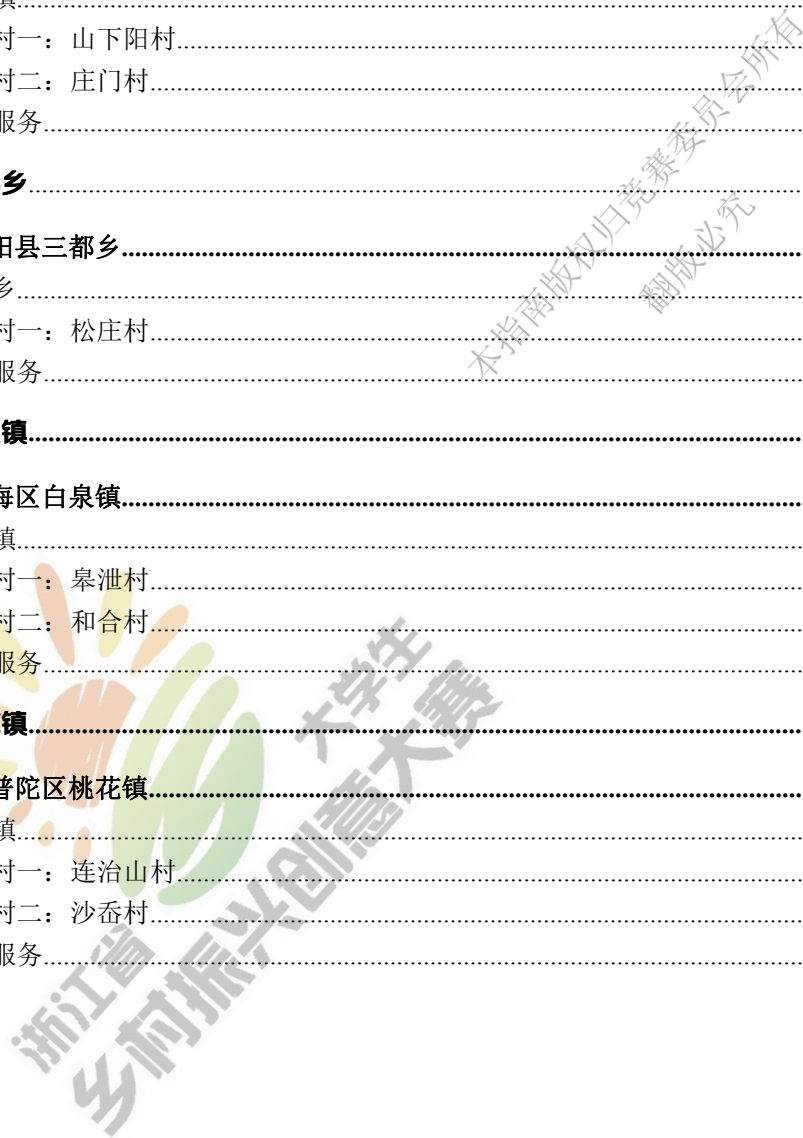 镇
村一：山下阳村
村二：庄门村
服务
乡
阳县三都乡
乡
村一：松庄村
服务
镇
海区白泉镇
镇
村一：皋泄村
村二：和合村
服务
镇
普陀区桃花镇
镇
村一：连治山村
村二：沙岙村
服务
本指南版权归竞赛委员会所有
翻版必究
浙江省
大学生
乡村振兴创意大赛